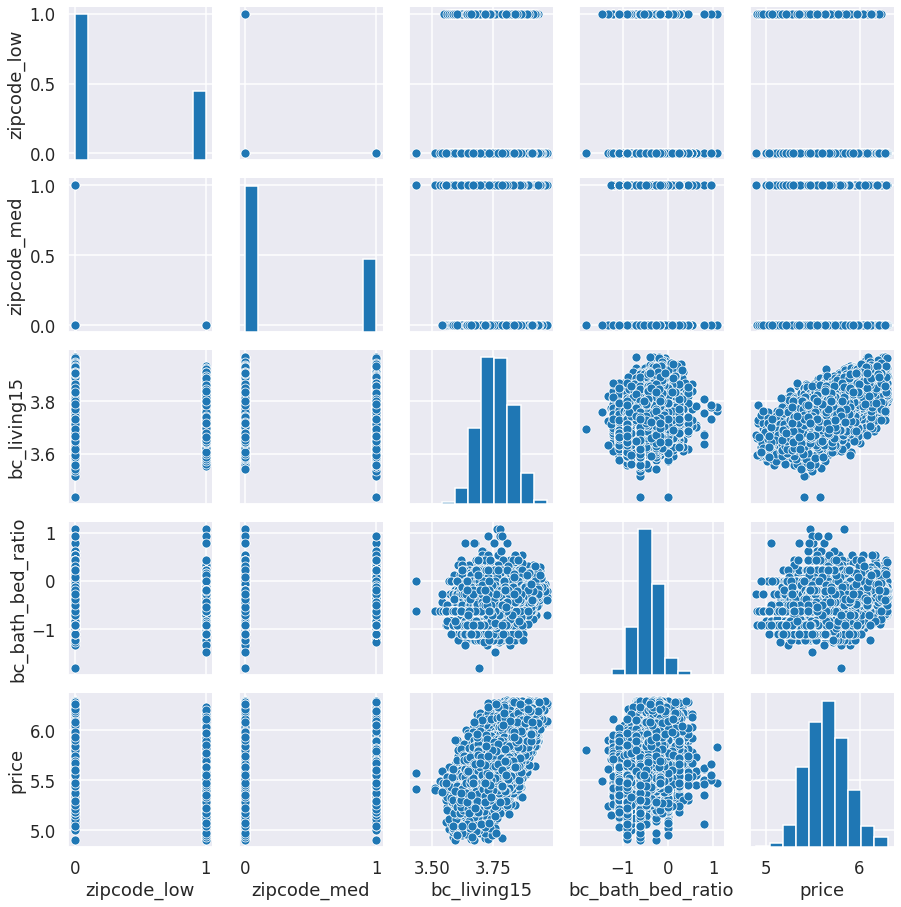 1.0
0.5
0.0
zipcode_low
1.0
0.5
0.0
zipcode_med
3.8
3.6
bc_living15
1
0
−1
bc_bath_bed_ratio
6.0
5.5
5.0
price
0 1
zipcode_low
0 1
zipcode_med
3.50 3.75
bc_living15
−1 0 1
bc_bath_bed_ratio
5 6
price